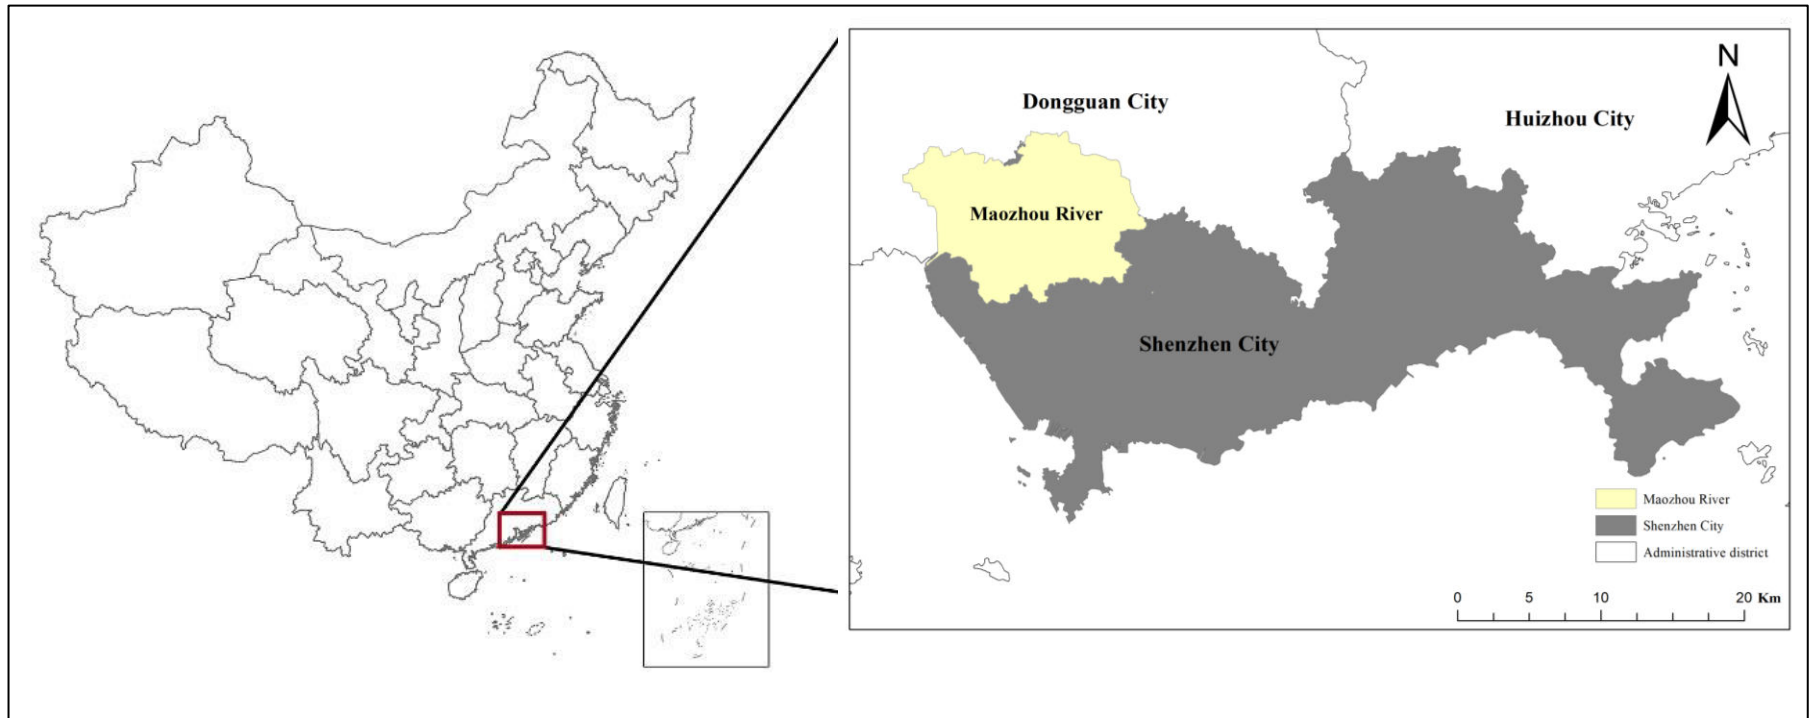 N
Dongguan City
Huizhou City
Maozhou River
Shenzhen City
Maozhou River
Shenzhen City
Administrative district
0 5 10 20 Km